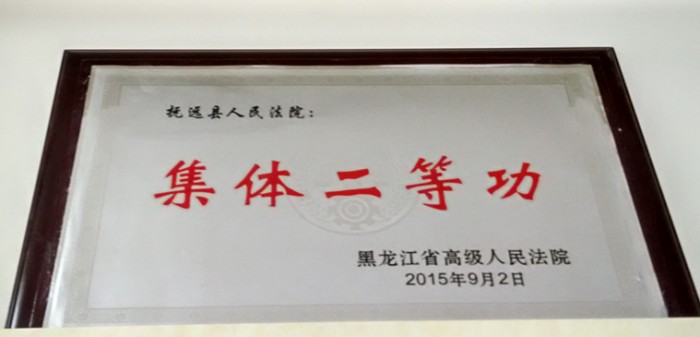 抚远县人民法院：
集体二等功
黑龙江省高级人民法院
2015年9月2日